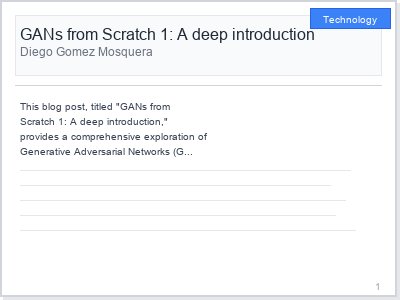 Technology
GANs from Scratch 1: A deep introduction
Diego Gomez Mosquera
This blog post, titled "GANs from
Scratch 1: A deep introduction,"
provides a comprehensive exploration of
Generative Adversarial Networks (G...
1